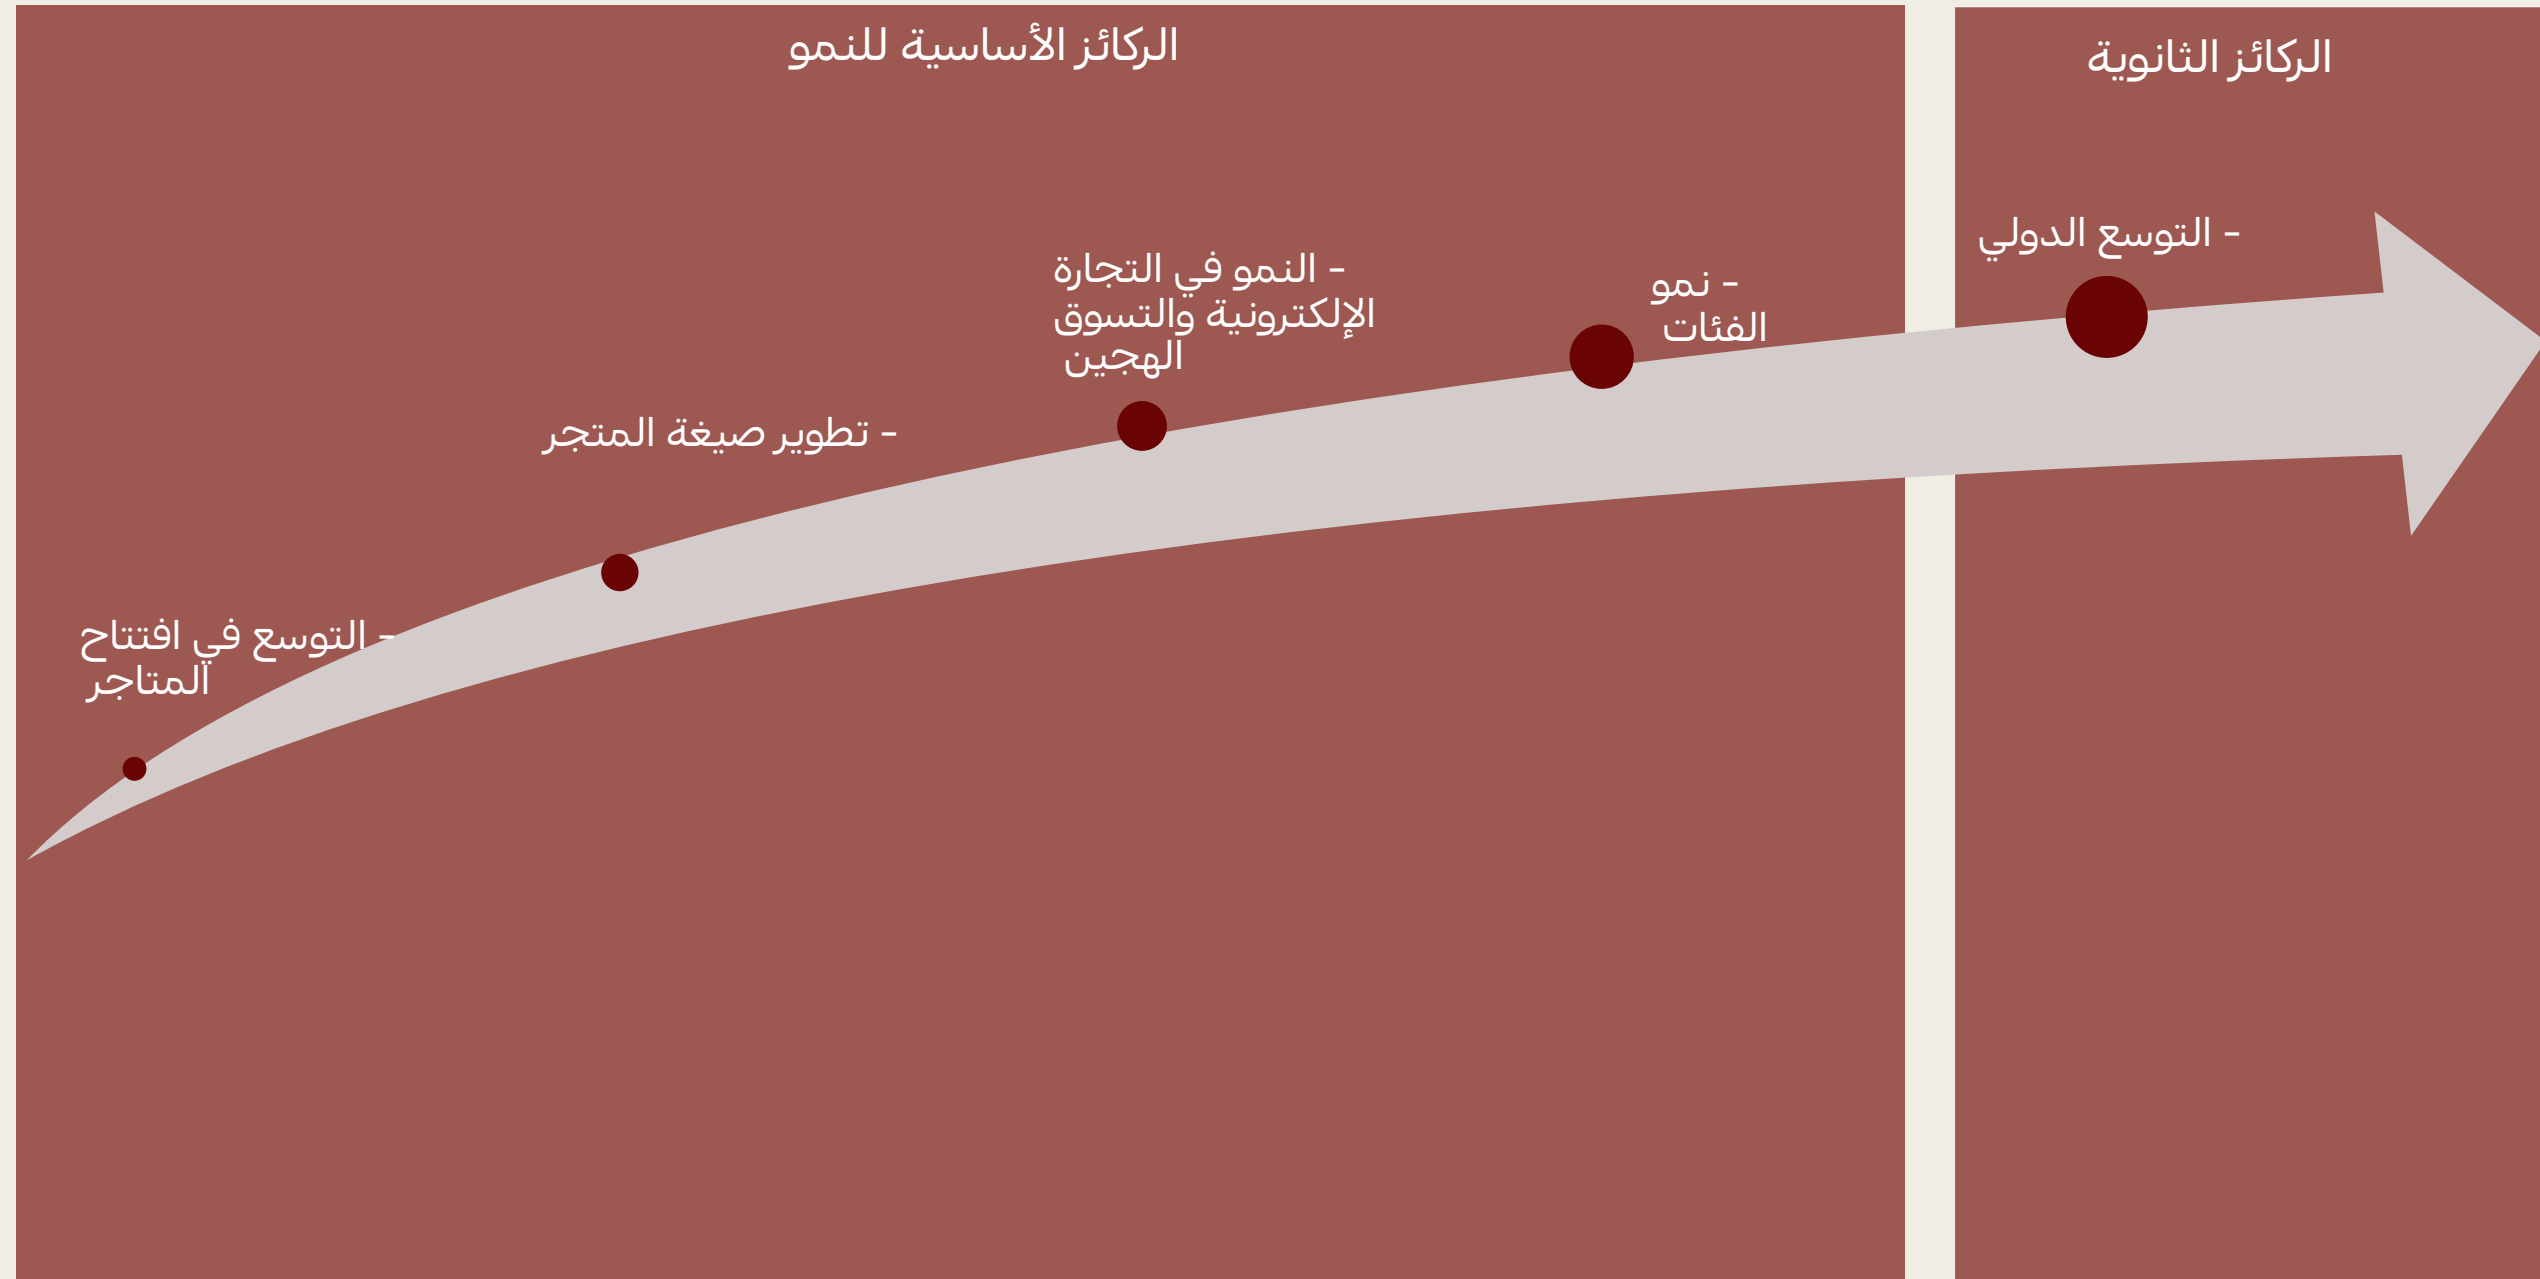 الركائز الأساسية للنمو
- التوسع في افتتاح
المتاجر
- تطوير صيغة المتجر
- النمو في التجارة
الإلكترونية والتسوق
الهجين
- نمو
الفئات
الركائز الثانوية
- التوسع الدولي